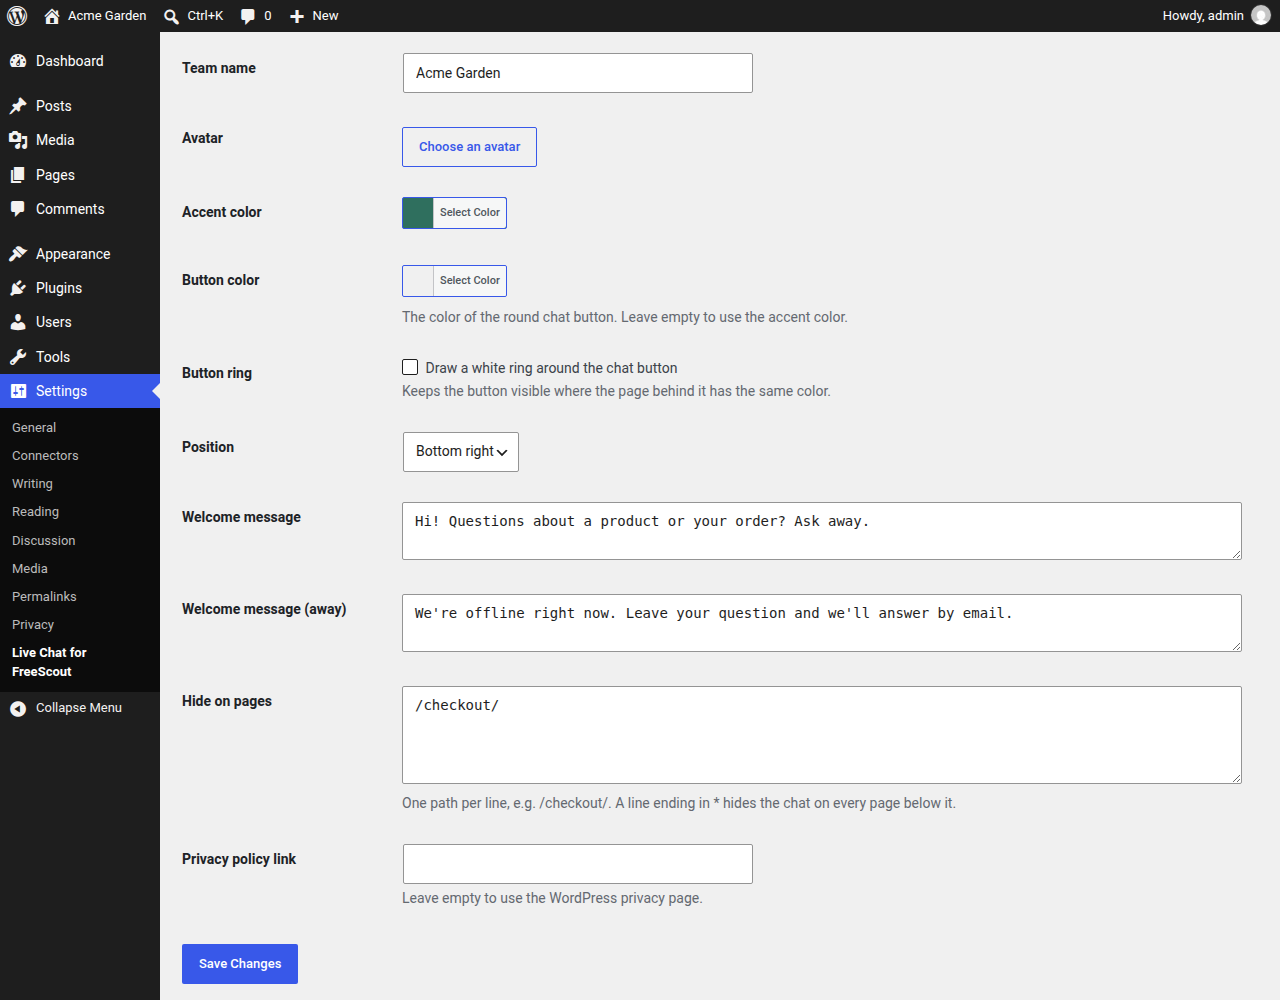 Acme Garden
Ctrl+K
0
New
Howdy, admin
Dashboard
Posts
Media
Pages
Comments
Appearance
Plugins
Users
Tools
Settings
General
Connectors
Writing
Reading
Discussion
Media
Permalinks
Privacy
Live Chat for
FreeScout
Collapse Menu
Team name
Acme Garden
Avatar
Choose an avatar
Accent color
Select Color
Button color
Select Color
The color of the round chat button. Leave empty to use the accent color.
Button ring
Draw a white ring around the chat button
Keeps the button visible where the page behind it has the same color.
Position
Bottom right
Welcome message
Hi! Questions about a product or your order? Ask away.
Welcome message (away)
We're offline right now. Leave your question and we'll answer by email.
Hide on pages
/checkout/
One path per line, e.g. /checkout/. A line ending in * hides the chat on every page below it.
Privacy policy link
Leave empty to use the WordPress privacy page.
Save Changes